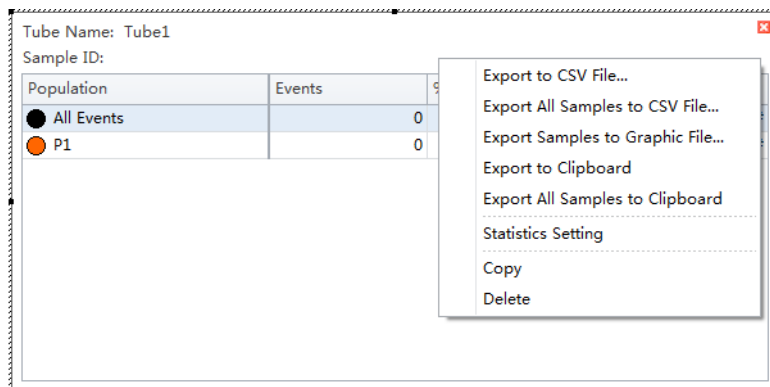 Tube Name: Tube1
Sample ID:
Population Events %
All Events 0
P1 0
Export to CSV File...
Export All Samples to CSV File...
Export Samples to Graphic File...
Export to Clipboard
Export All Samples to Clipboard
Statistics Setting
Copy
Delete